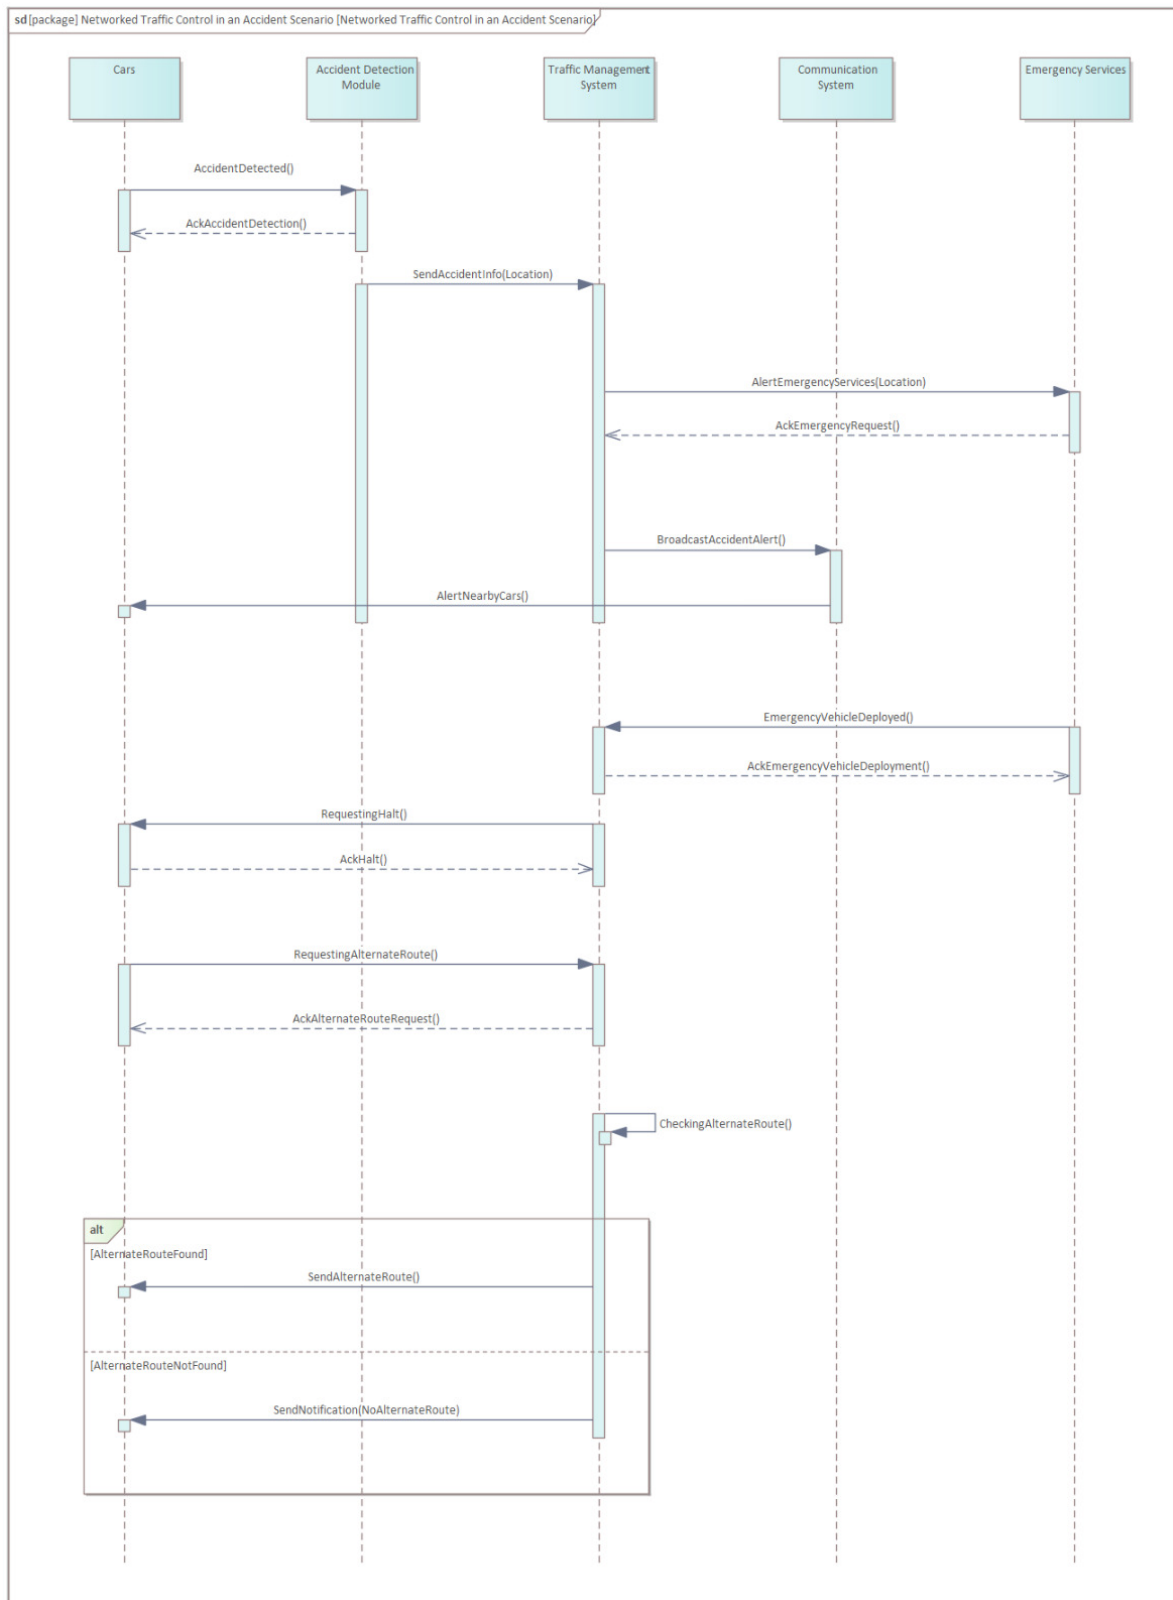 sd [package] Networked Traffic Control in an Accident Scenario [Networked Traffic Control in an Accident Scenario]
Cars
Accident Detection
Module
Traffic Management
System
Communication
System
Emergency Services
AccidentDetected()
AckAccidentDetection()
SendAccidentInfo(Location)
AlertEmergencyServices(Location)
AckEmergencyRequest()
BroadcastAccidentAlert()
AlertNearbyCars()
EmergencyVehicleDeployed()
AckEmergencyVehicleDeployment()
RequestingHalt()
AckHalt()
RequestingAlternateRoute()
AckAlternateRouteRequest()
CheckingAlternateRoute()
alt
[AlternateRouteFound]
SendAlternateRoute()
[AlternateRouteNotFound]
SendNotification(NoAlternateRoute)